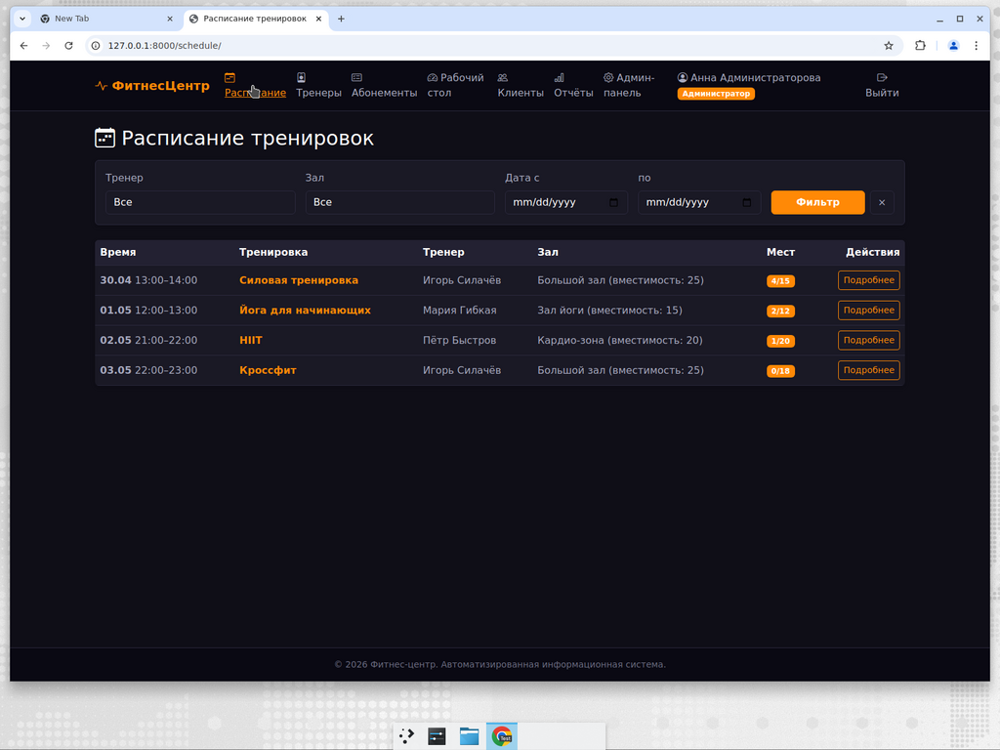 New Tab
Расписание тренировок
127.0.0.1:8000/schedule/
ФитнесЦентр
Расписание
Тренеры
Абонементы
Рабочий стол
Клиенты
Отчёты
Админ-панель
Анна Администраторова
Администратор
Выйти
Расписание тренировок
Тренер Зал Дата с по
Все Все mm/dd/yyyy mm/dd/yyyy Фильтр ×
Время Тренировка Тренер Зал Мест Действия
30.04 13:00–14:00 Силовая тренировка Игорь Силачёв Большой зал (вместимость: 25) 4/15 Подробнее
01.05 12:00–13:00 Йога для начинающих Мария Гибкая Зал йоги (вместимость: 15) 2/12 Подробнее
02.05 21:00–22:00 HIIT Пётр Быстров Кардио-зона (вместимость: 20) 1/20 Подробнее
03.05 22:00–23:00 Кроссфит Игорь Силачёв Большой зал (вместимость: 25) 0/18 Подробнее
© 2026 Фитнес-центр. Автоматизированная информационная система.
Test